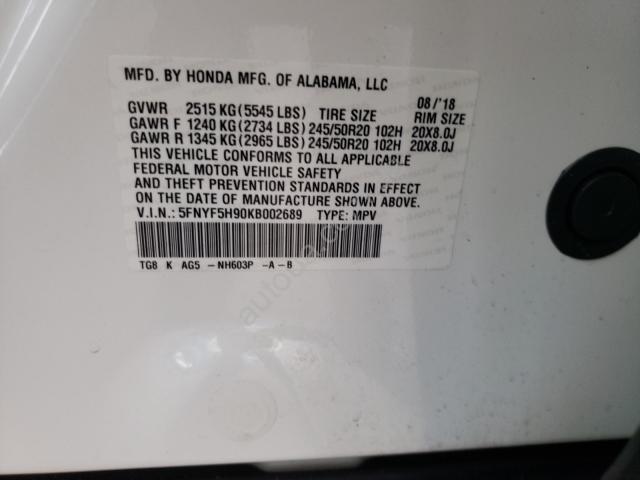 MFD. BY HONDA MFG. OF ALABAMA, LLC
08/'18
GVWR 2515 KG (5545 LBS) TIRE SIZE RIM SIZE
GAWR F 1240 KG (2734 LBS) 245/50R20 102H 20X8.0J
GAWR R 1345 KG (2965 LBS) 245/50R20 102H 20X8.0J
THIS VEHICLE CONFORMS TO ALL APPLICABLE
FEDERAL MOTOR VEHICLE SAFETY
AND THEFT PREVENTION STANDARDS IN EFFECT
ON THE DATE OF MANUFACTURE SHOWN ABOVE.
V.I.N.: 5FNYF5H90KB002689 TYPE: MPV
TG8 K AG5 -NH603P -A-B